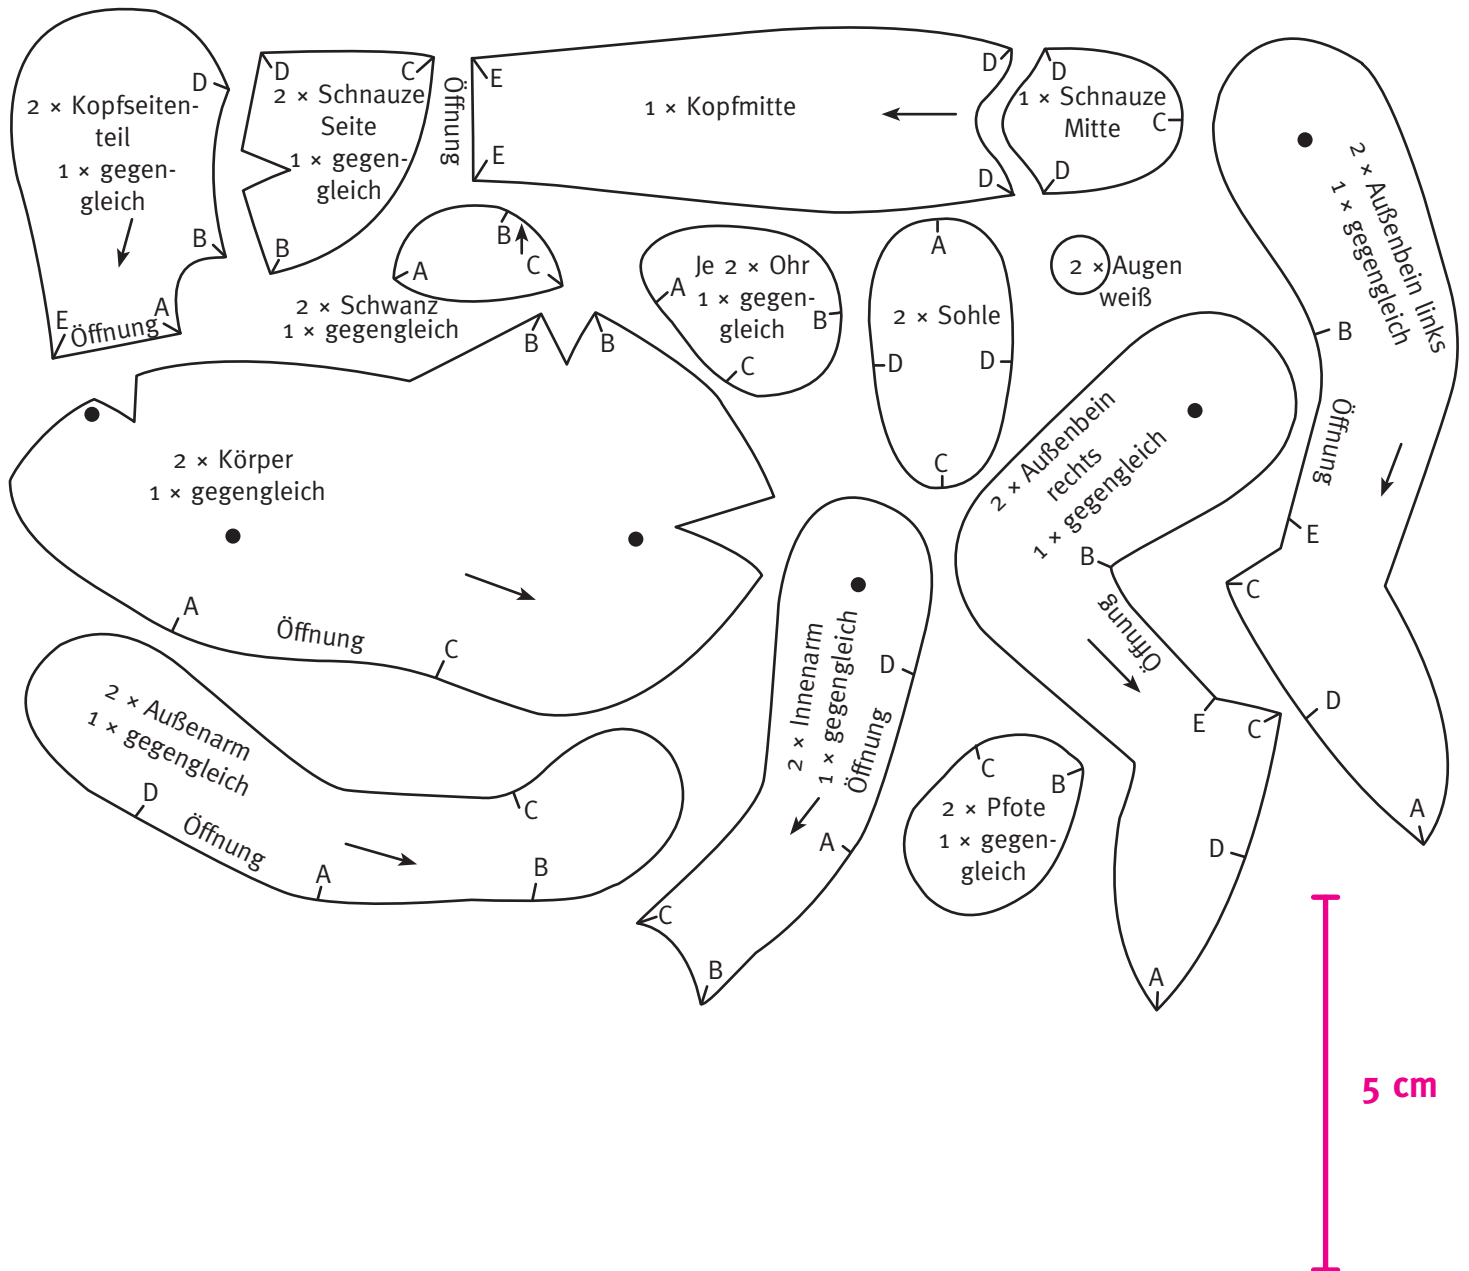 D
2 × Kopfseiten-
teil
1 × gegen-
gleich
B
A
E
Öffnung
D
C
2 × Schnauze
Seite
1 × gegen-
gleich
B
Öffnung
E
E
1 × Kopfmitte
D
D
D
1 × Schnauze
Mitte
C
D
B
A
C
2 × Schwanz
1 × gegengleich
Je 2 × Ohr
A
1 × gegen-
gleich
B
C
A
2 × Sohle
D
D
C
2 × Augen
weiß
2 × Außenbein links
1 × gegengleich
B
Öffnung
E
C
D
A
B
B
2 × Körper
1 × gegengleich
A
Öffnung
C
2 × Außenbein
rechts
1 × gegengleich
B
Öffnung
E
C
D
A
2 × Außenarm
1 × gegengleich
D
Öffnung
A
C
B
2 × Innenarm
1 × gegengleich
Öffnung
D
A
C
B
C
B
2 × Pfote
1 × gegen-
gleich
5 cm